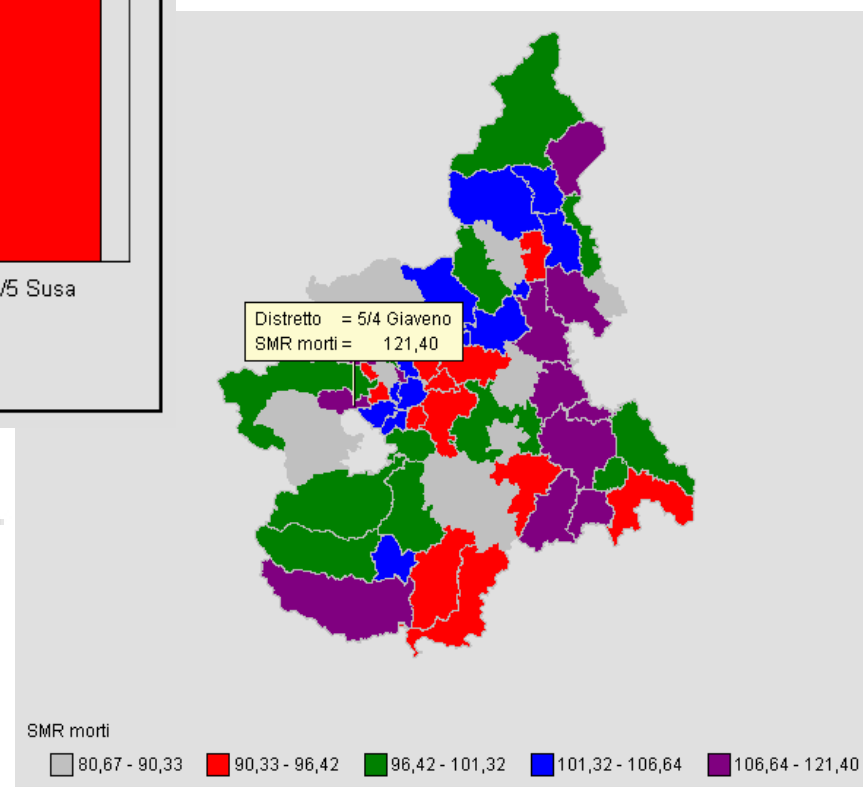 /5 Susa
Distretto = 5/4 Giaveno
SMR morti = 121,40
SMR morti
80,67 - 90,33 90,33 - 96,42 96,42 - 101,32 101,32 - 106,64 106,64 - 121,40